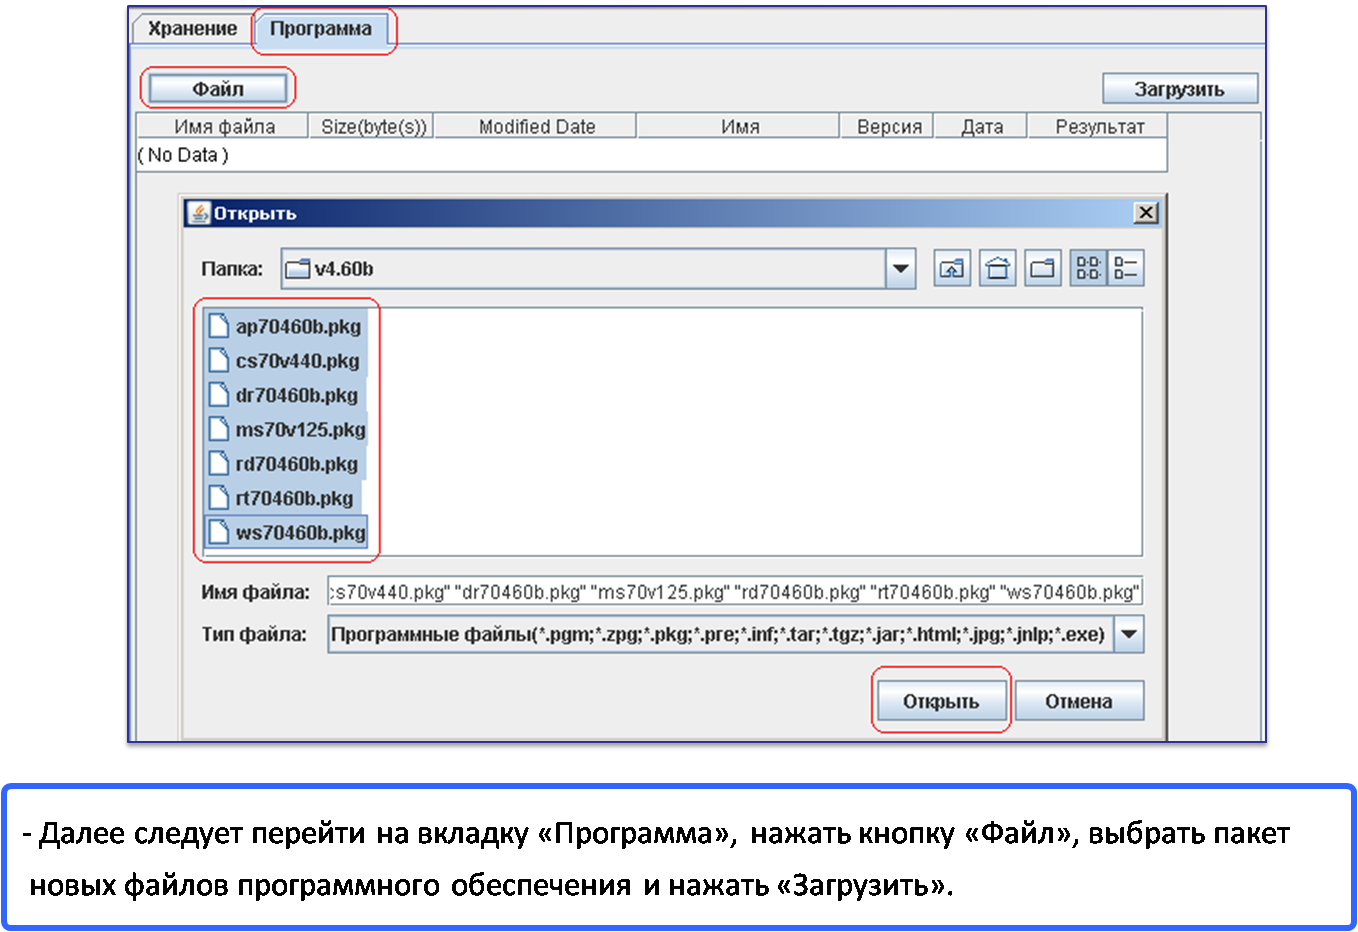 Хранение Программа
Файл Загрузить
Имя файла Size(byte(s)) Modified Date Имя Версия Дата Результат
( No Data )
Открыть
Папка: v4.60b
ap70460b.pkg
cs70v440.pkg
dr70460b.pkg
ms70v125.pkg
rd70460b.pkg
rt70460b.pkg
ws70460b.pkg
Имя файла: :s70v440.pkg" "dr70460b.pkg" "ms70v125.pkg" "rd70460b.pkg" "rt70460b.pkg" "ws70460b.pkg"
Тип файла: Программные файлы(*.pgm;*.zpg;*.pkg;*.pre;*.inf;*.tar;*.tgz;*.jar;*.html;*.jpg;*.jnlp;*.exe)
Открыть Отмена
- Далее следует перейти на вкладку «Программа», нажать кнопку «Файл», выбрать пакет
новых файлов программного обеспечения и нажать «Загрузить».